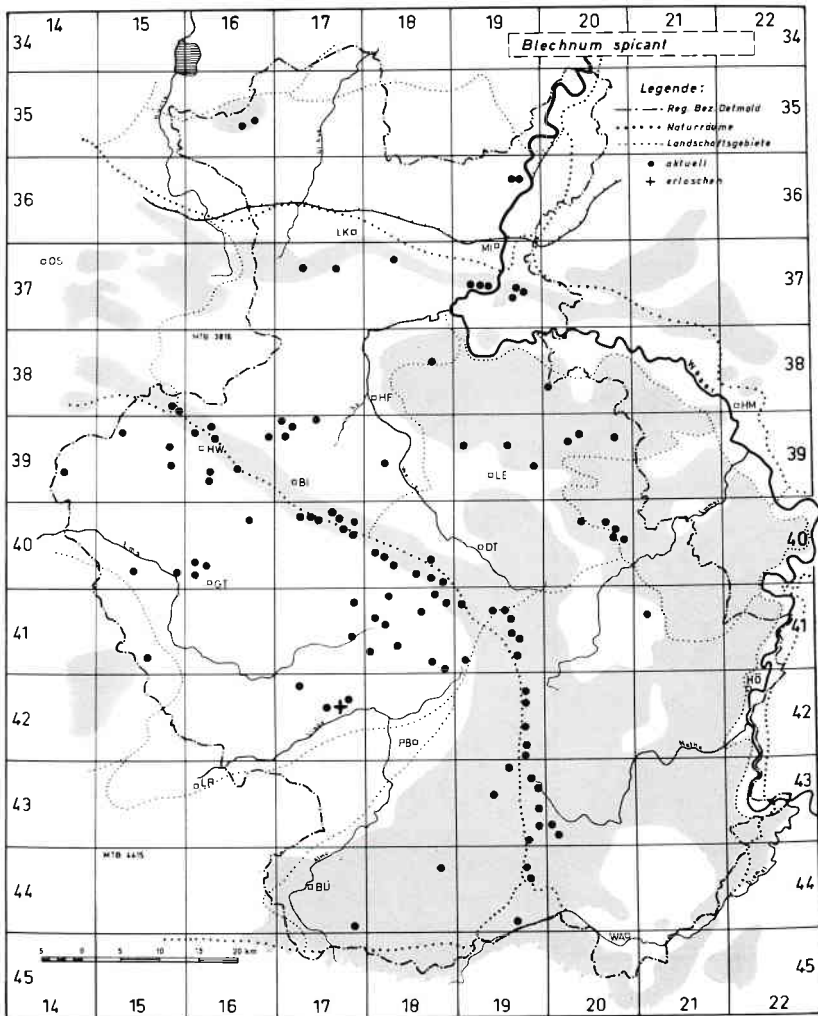 14 15 16 17 18 19 20 21 22
34 34
Blechnum spicant
Legende:
Reg. Bez. Detmold
Naturräume
Landschaftsgebiete
aktuell
erloschen
35 35
36 36
LK
MI
OS
37 37
MTB 3816
38 38
Weser
HF
HM
39 39
HW
BI
LE
40 40
DT
GT
41 41
HÖ
42 42
PB
Nethe
43 43
LP
MTB 4415
44 44
BÜ
WAR
5 0 5 10 15 20 km
45 45
14 15 16 17 18 19 20 21 22